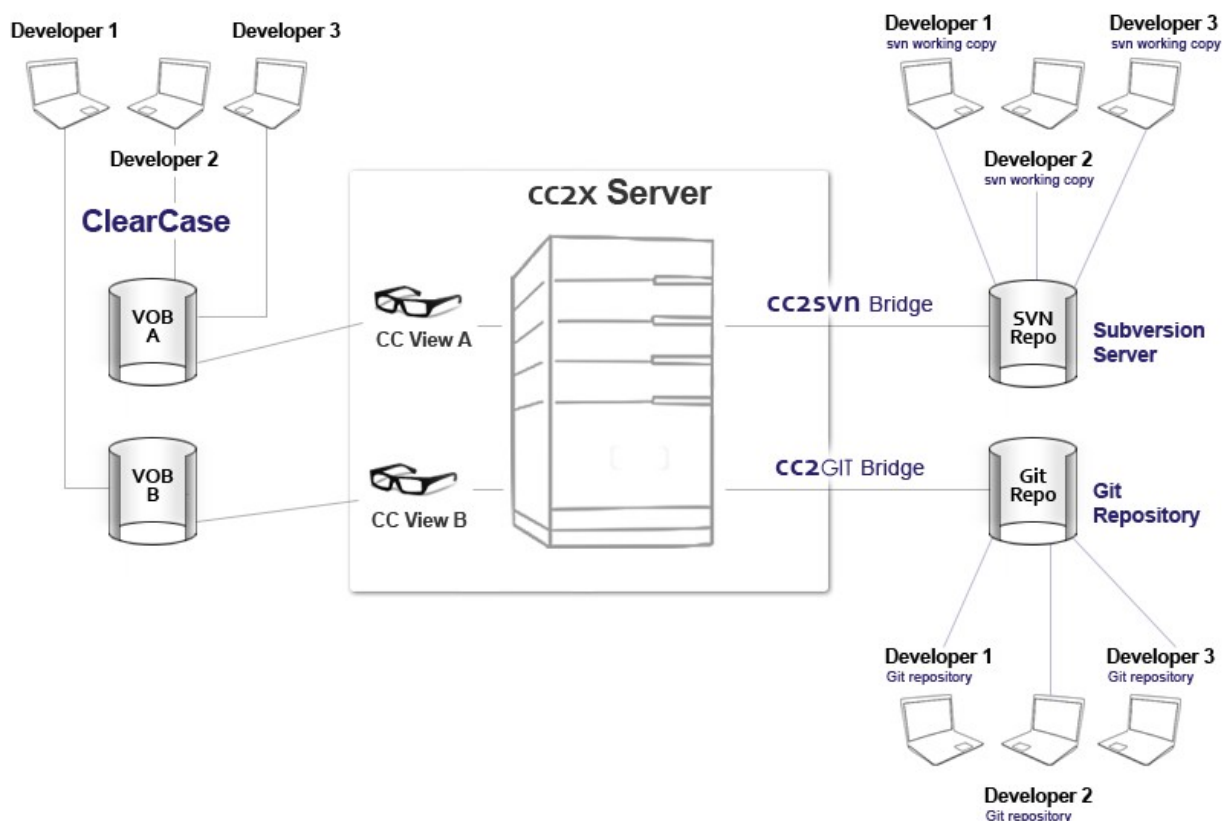 Developer 1
Developer 3
Developer 2
ClearCase
VOB
A
VOB
B
cc2x Server
CC View A
CC View B
cc2svn Bridge
cc2GIT Bridge
Developer 1
svn working copy
Developer 3
svn working copy
Developer 2
svn working copy
SVN
Repo
Subversion
Server
Git
Repo
Git
Repository
Developer 1
Git repository
Developer 3
Git repository
Developer 2
Git repository